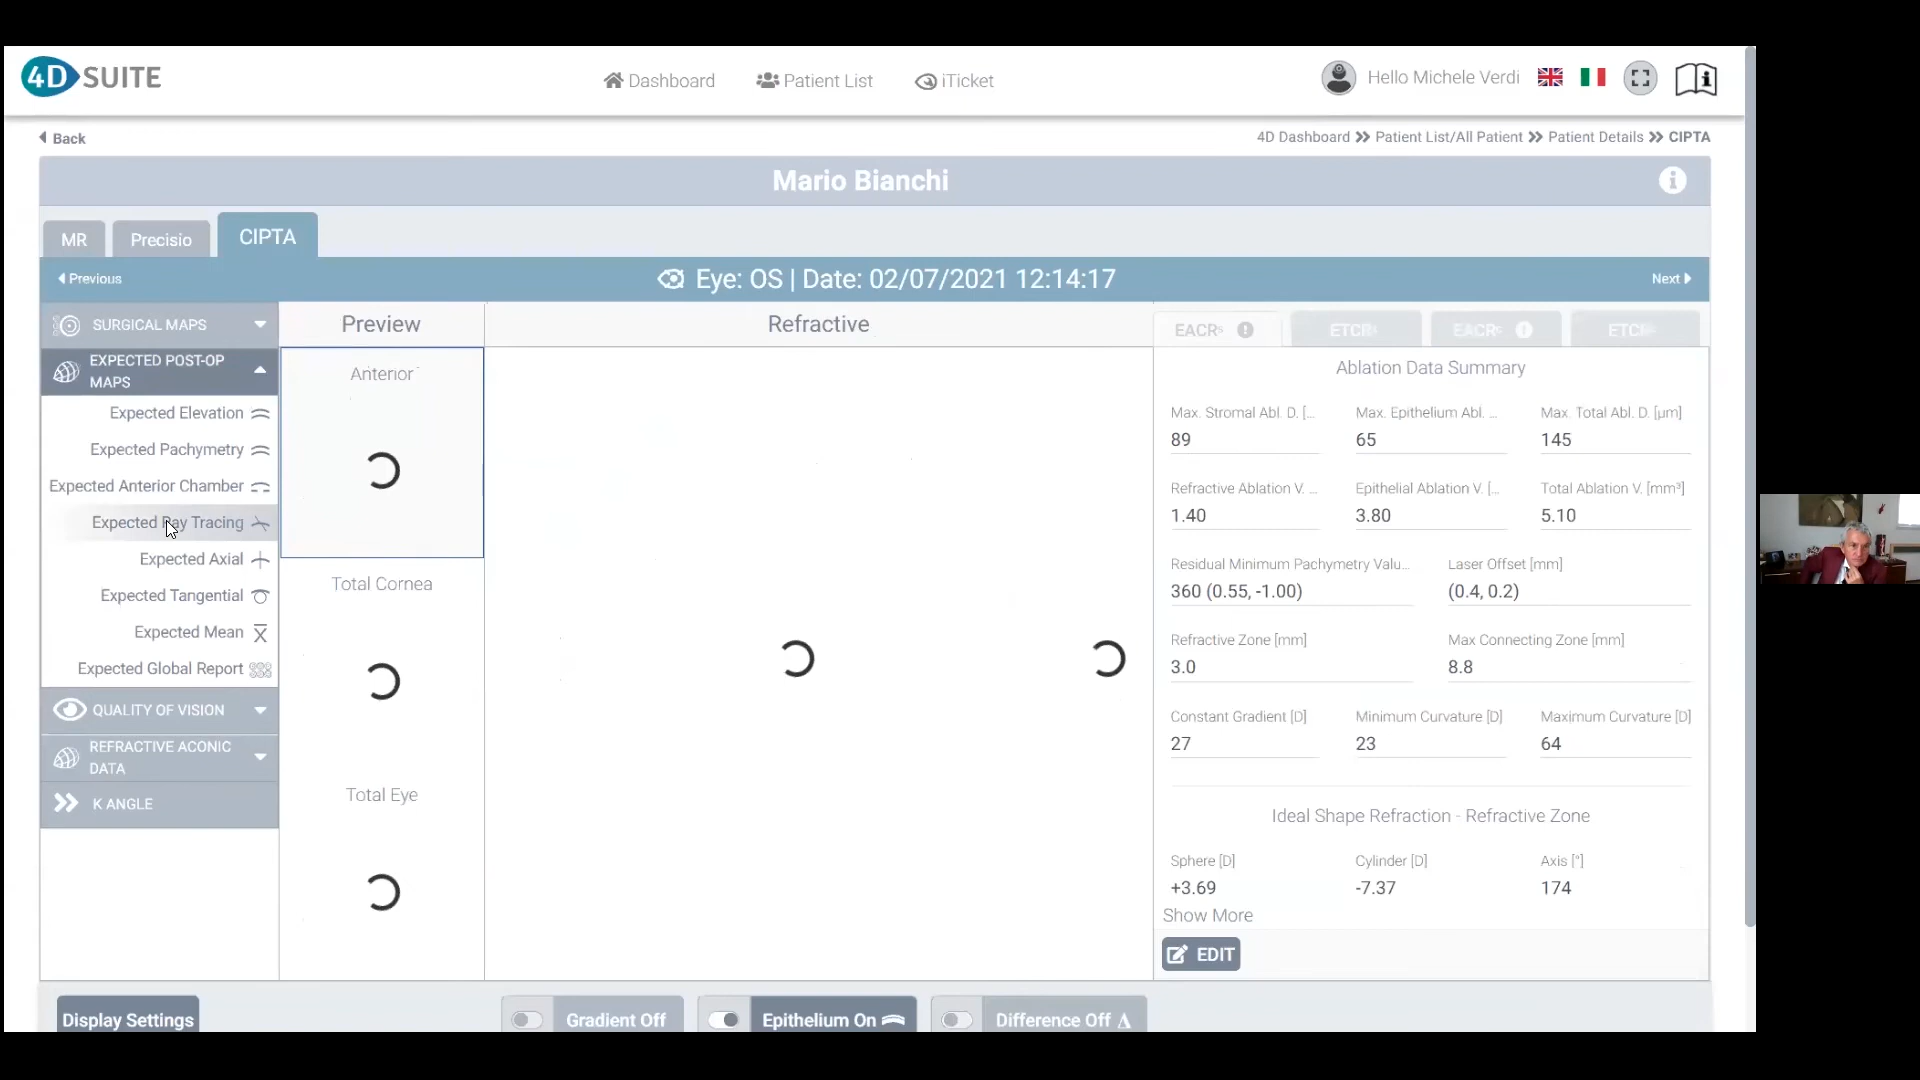 4D SUITE
Dashboard
Patient List
iTicket
Hello Michele Verdi
Back
4D Dashboard >> Patient List/All Patient >> Patient Details >> CIPTA
Mario Bianchi
MR
Precisio
CIPTA
Previous
Eye: OS | Date: 02/07/2021 12:14:17
Next
SURGICAL MAPS
EXPECTED POST-OP
MAPS
Expected Elevation
Expected Pachymetry
Expected Anterior Chamber
Expected Ray Tracing
Expected Axial
Expected Tangential
Expected Mean
Expected Global Report
QUALITY OF VISION
REFRACTIVE ACONIC
DATA
K ANGLE
Preview
Anterior
Total Cornea
Total Eye
Refractive
EACRs
ETCRs
EACRs
Ablation Data Summary
Max. Stromal Abl. D. [...
Max. Epithelium Abl. ...
Max. Total Abl. D. [µm]
89
65
145
Refractive Ablation V. ...
Epithelial Ablation V. [...
Total Ablation V. [mm³]
1.40
3.80
5.10
Residual Minimum Pachymetry Valu...
Laser Offset [mm]
360 (0.55, -1.00)
(0.4, 0.2)
Refractive Zone [mm]
Max Connecting Zone [mm]
3.0
8.8
Constant Gradient [D]
Minimum Curvature [D]
Maximum Curvature [D]
27
23
64
Ideal Shape Refraction - Refractive Zone
Sphere [D]
Cylinder [D]
Axis [°]
+3.69
-7.37
174
Show More
EDIT
Display Settings
Gradient Off
Epithelium On
Difference Off